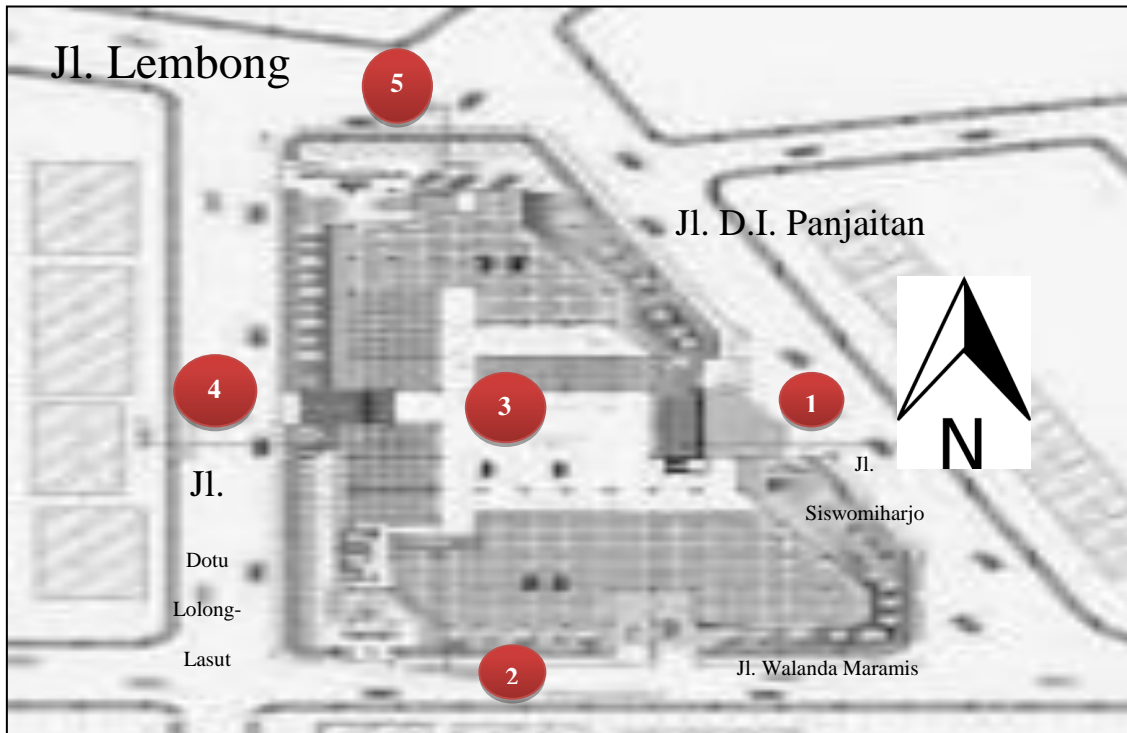 Jl. Lembong
5
Jl. D.I. Panjaitan
4
3
1
N
Jl.
Siswomiharjo
Jl.
Dotu
Lolong-
Lasut
2
Jl. Walanda Maramis